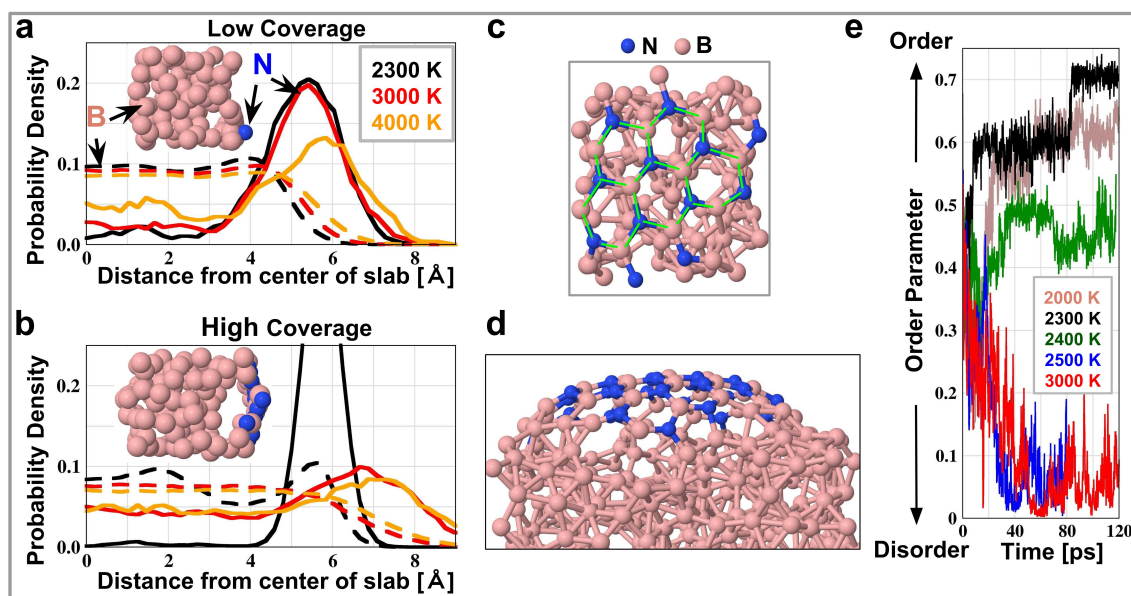 a
Low Coverage
Probability Density
0.2
0.1
0.0
B
N
2300 K
3000 K
4000 K
0 2 4 6 8
Distance from center of slab [Å]
b
High Coverage
Probability Density
0.2
0.1
0.0
0 2 4 6 8
Distance from center of slab [Å]
c
N B
d
e
Order
Order Parameter
Disorder
0.7
0.6
0.5
0.4
0.3
0.2
0.1
0
2000 K
2300 K
2400 K
2500 K
3000 K
0 40 80 120
Time [ps]